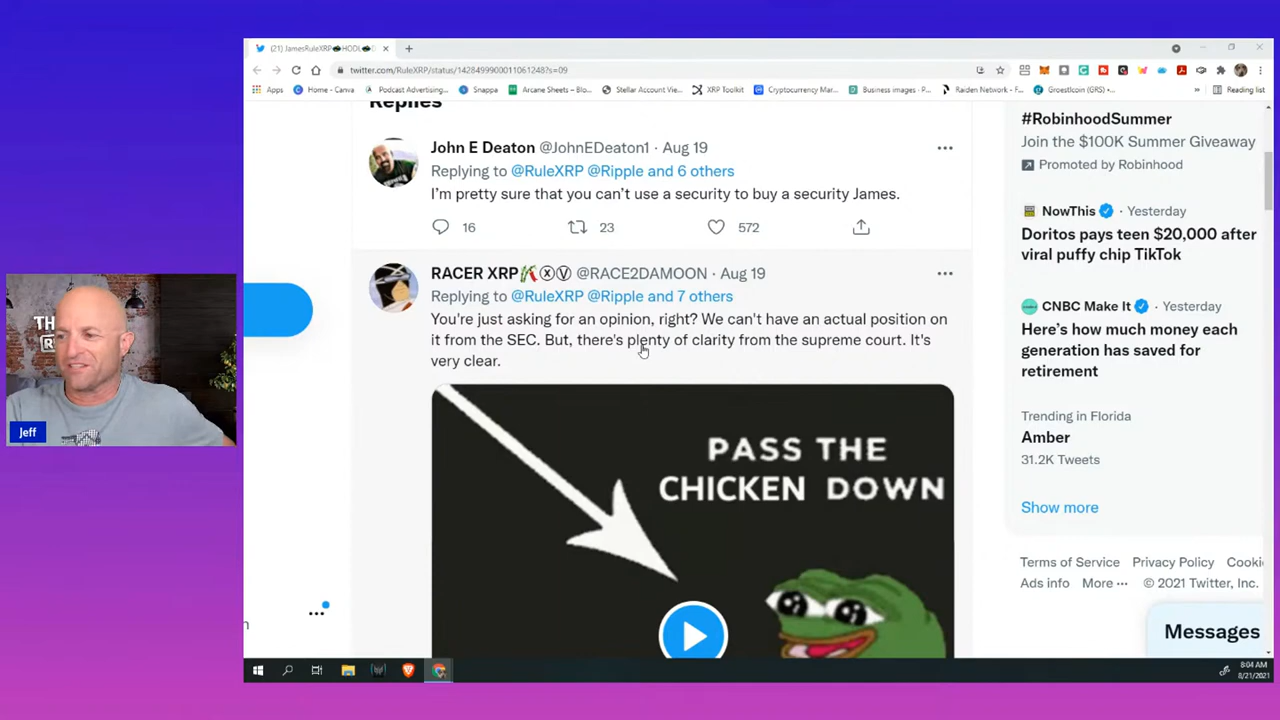 (21) JamesRuleXRP HODL
twitter.com/RuleXRP/status/1428499900011061248?s=09
Apps
Home - Canva
Podcast Advertising...
Snappa
Arcane Sheets – Blo...
Stellar Account Vie...
XRP Toolkit
Cryptocurrency Mar...
Business images - P...
Raiden Network - F...
GroestIcoin (GRS) •...
»
Reading list
Replies
John E Deaton @JohnEDeaton1 · Aug 19
Replying to @RuleXRP @Ripple and 6 others
I'm pretty sure that you can't use a security to buy a security James.
16
23
572
RACER XRP ⓧⓋ @RACE2DAMOON · Aug 19
Replying to @RuleXRP @Ripple and 7 others
You're just asking for an opinion, right? We can't have an actual position on
it from the SEC. But, there's plenty of clarity from the supreme court. It's
very clear.
PASS THE
CHICKEN DOWN
#RobinhoodSummer
Join the $100K Summer Giveaway
Promoted by Robinhood
NowThis · Yesterday
Doritos pays teen $20,000 after
viral puffy chip TikTok
CNBC Make It · Yesterday
Here's how much money each
generation has saved for
retirement
Trending in Florida
Amber
31.2K Tweets
Show more
Terms of Service Privacy Policy Cooki
Ad info More ··· © 2021 Twitter, Inc.
Messages
Jeff
8:04 AM
8/21/2021